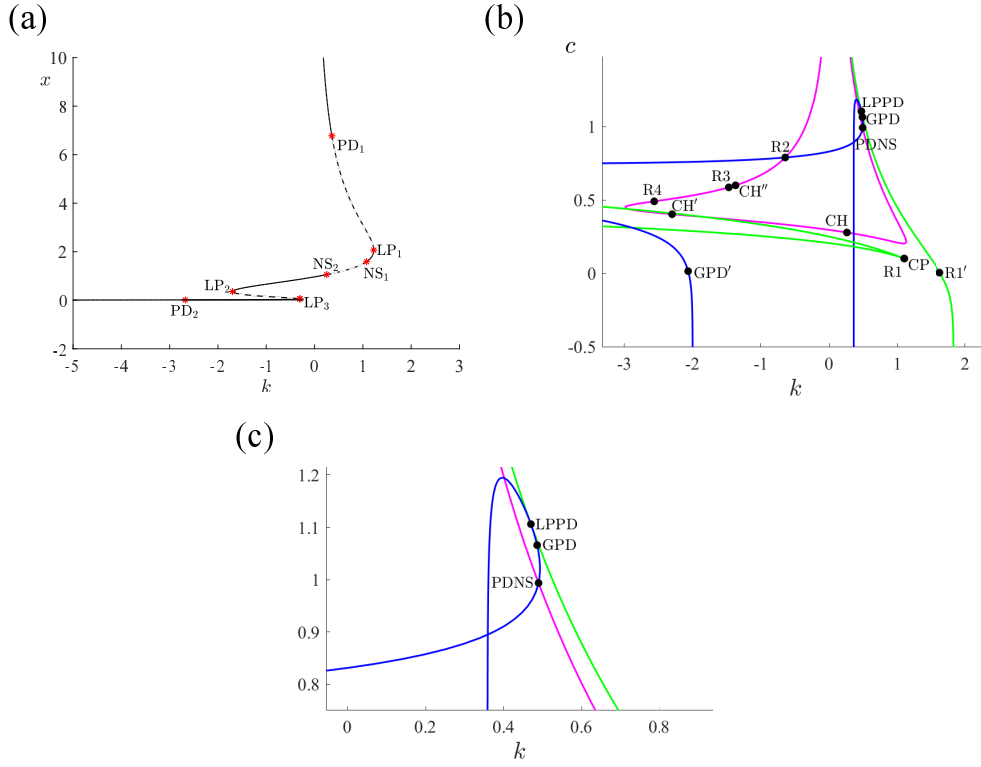 (a)
10
x
8
6
4
2
0
-2
PD1
LP1
NS2
NS1
LP2
LP3
PD2
-5 -4 -3 -2 -1 0 1 2 3
k
(b)
c
1
0.5
0
-0.5
LPPD
GPD
PDNS
R2
R3
CH′′
R4
CH′
CH
R1 CP R1′
GPD′
-3 -2 -1 0 1 2
k
(c)
1.2
1.1
1
0.9
0.8
LPPD
GPD
PDNS
0 0.2 0.4 0.6 0.8
k